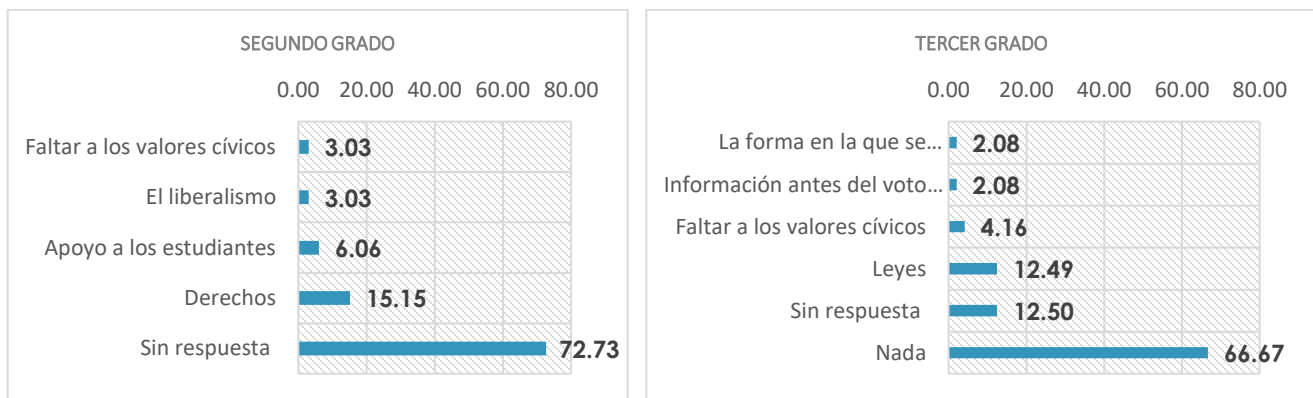 SEGUNDO GRADO
0.00 20.00 40.00 60.00 80.00
Faltar a los valores cívicos 3.03
El liberalismo 3.03
Apoyo a los estudiantes 6.06
Derechos 15.15
Sin respuesta 72.73
TERCER GRADO
0.00 20.00 40.00 60.00 80.00
La forma en la que se... 2.08
Información antes del voto... 2.08
Faltar a los valores cívicos 4.16
Leyes 12.49
Sin respuesta 12.50
Nada 66.67